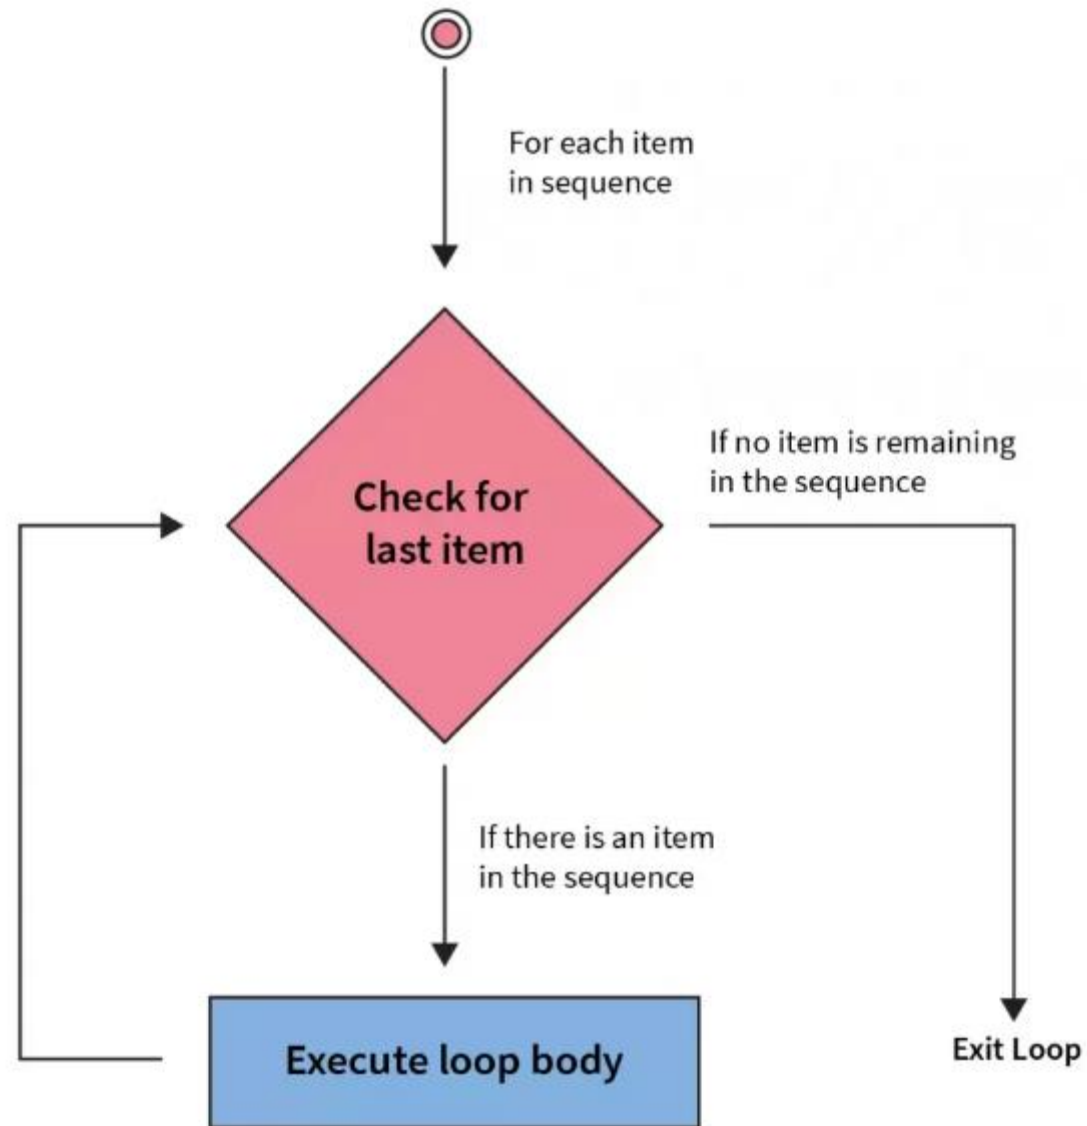 For each item
in sequence
If no item is remaining
in the sequence
Check for
last item
If there is an item
in the sequence
Execute loop body
Exit Loop